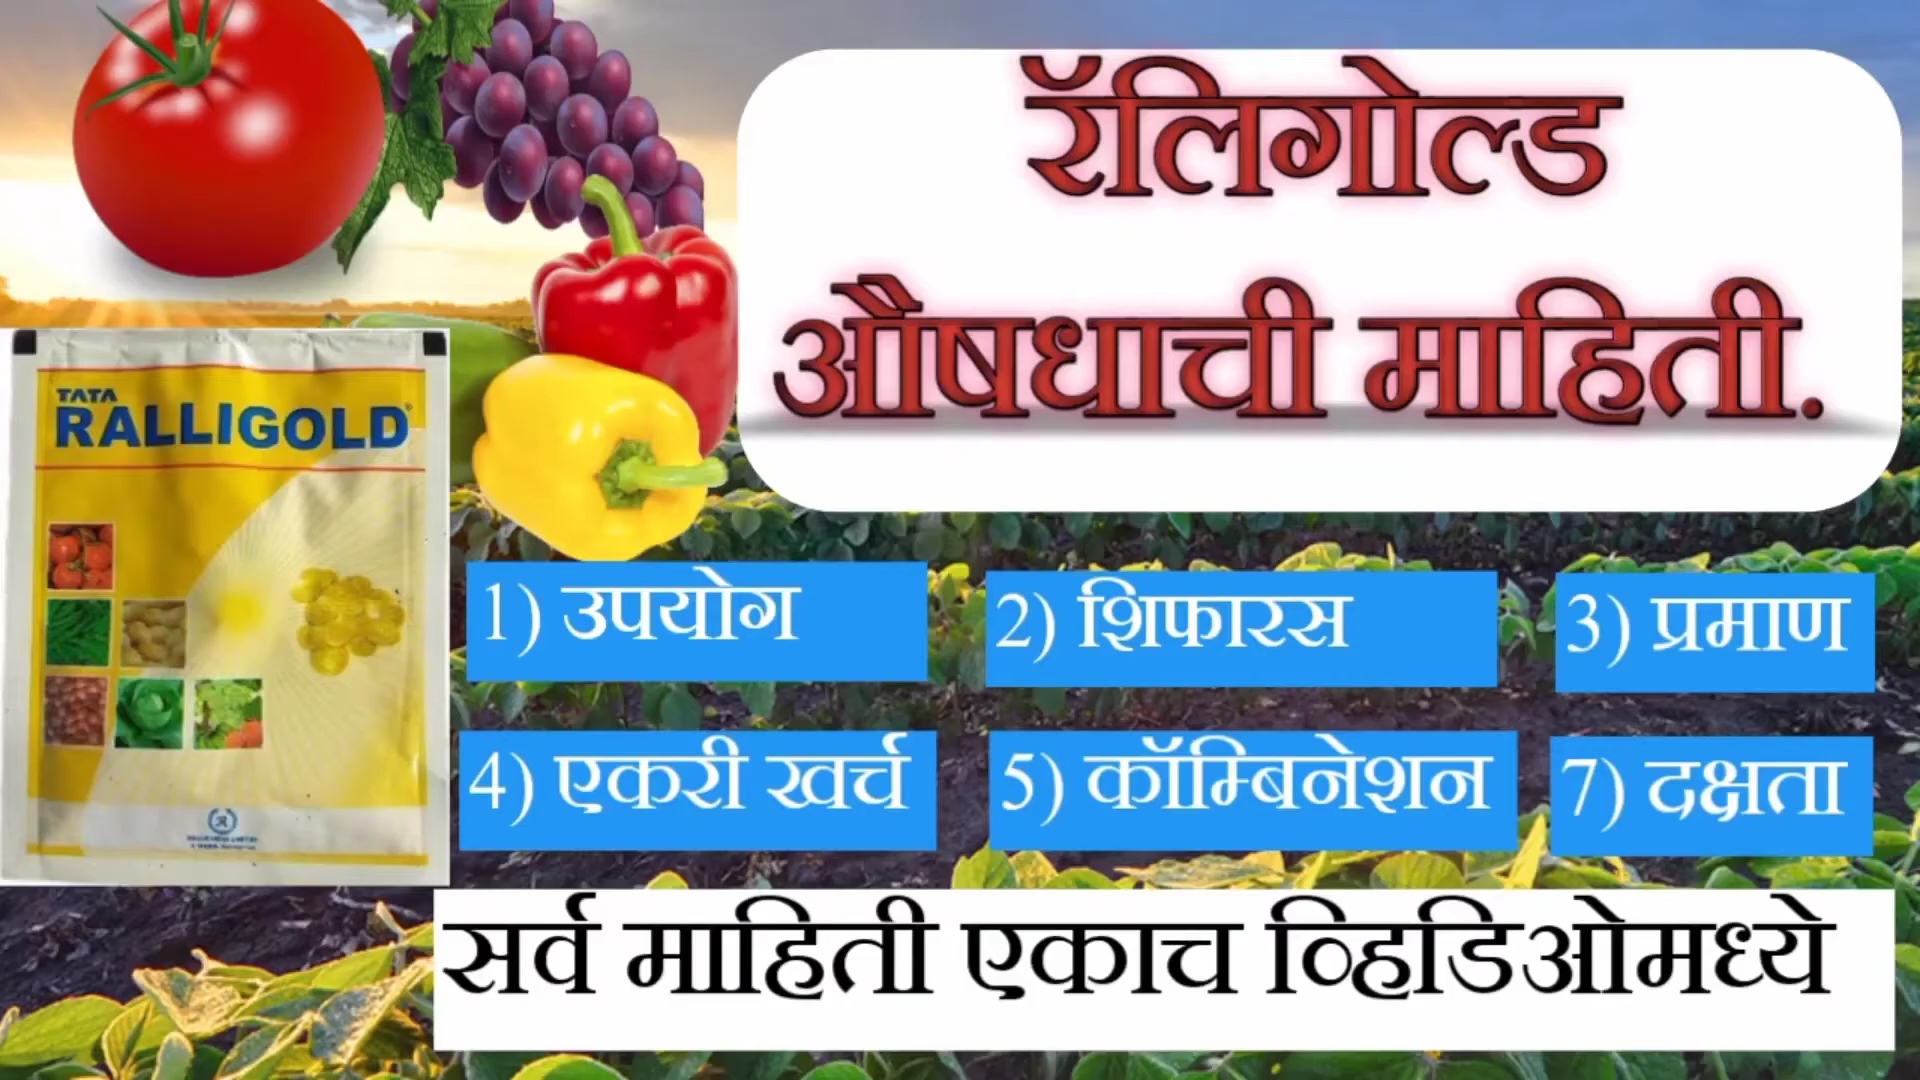 रॅलिगोल्ड
औषधाची माहिती.
TATA
RALLIGOLD
1) उपयोग
2) शिफारस
3) प्रमाण
4) एकरी खर्च
5) कॉम्बिनेशन
7) दक्षता
सर्व माहिती एकाच व्हिडिओमध्ये